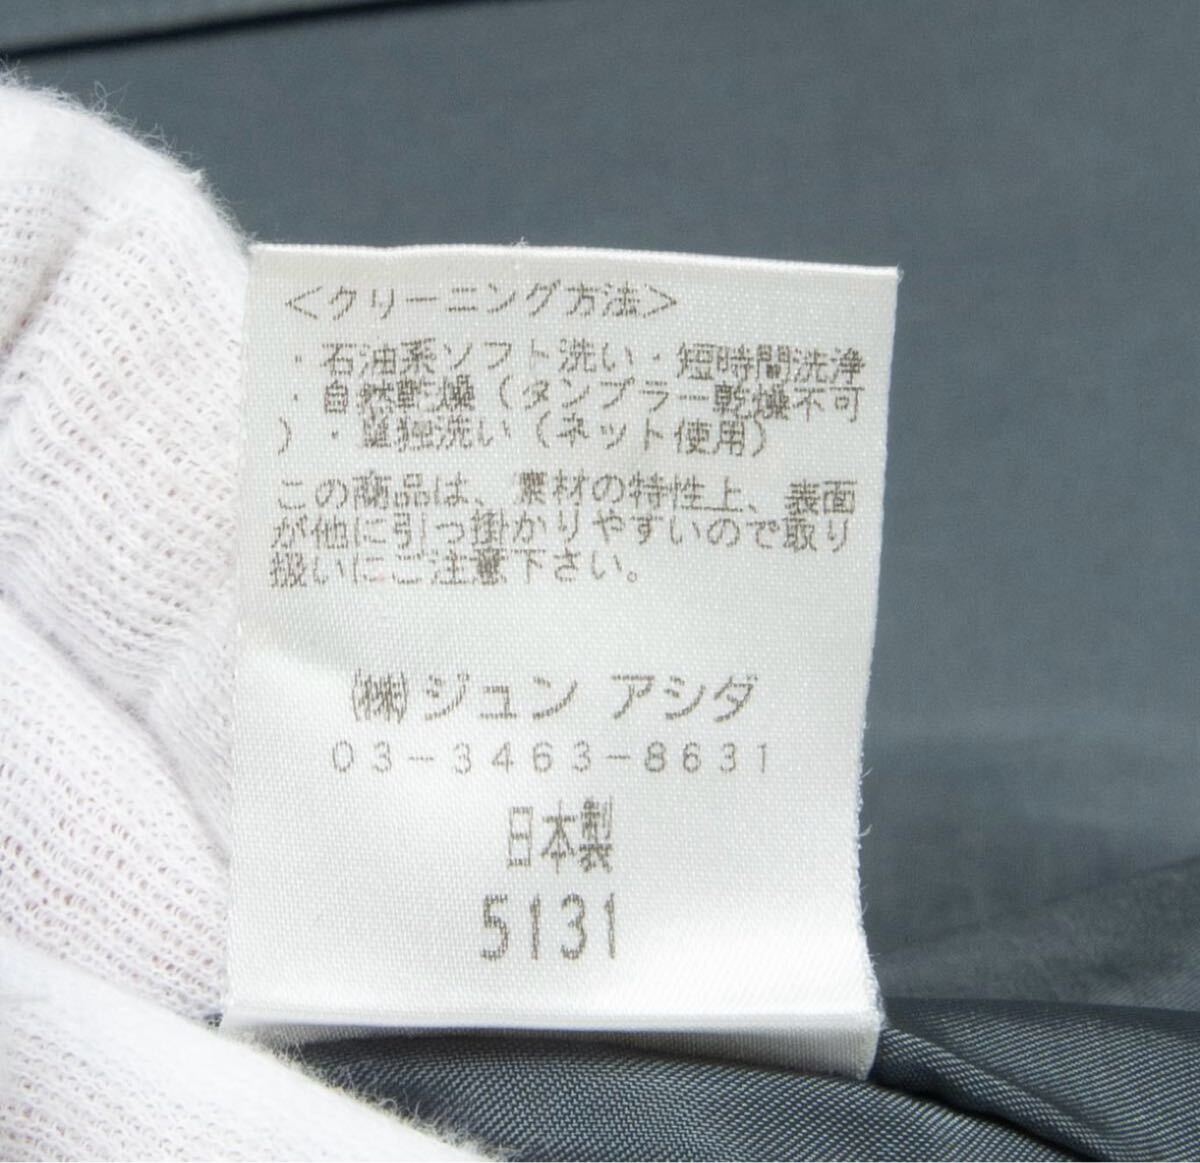 ＜クリーニング方法＞
・石油系ソフト洗い・短時間洗浄
・自然乾燥（タンブラー乾燥不可
）・単独洗い（ネット使用）
この商品は、素材の特性上、表面
が他に引っ掛かりやすいので取り
扱いにご注意下さい。
㈱ジュン アシダ
03-3463-8631
日本製
5131